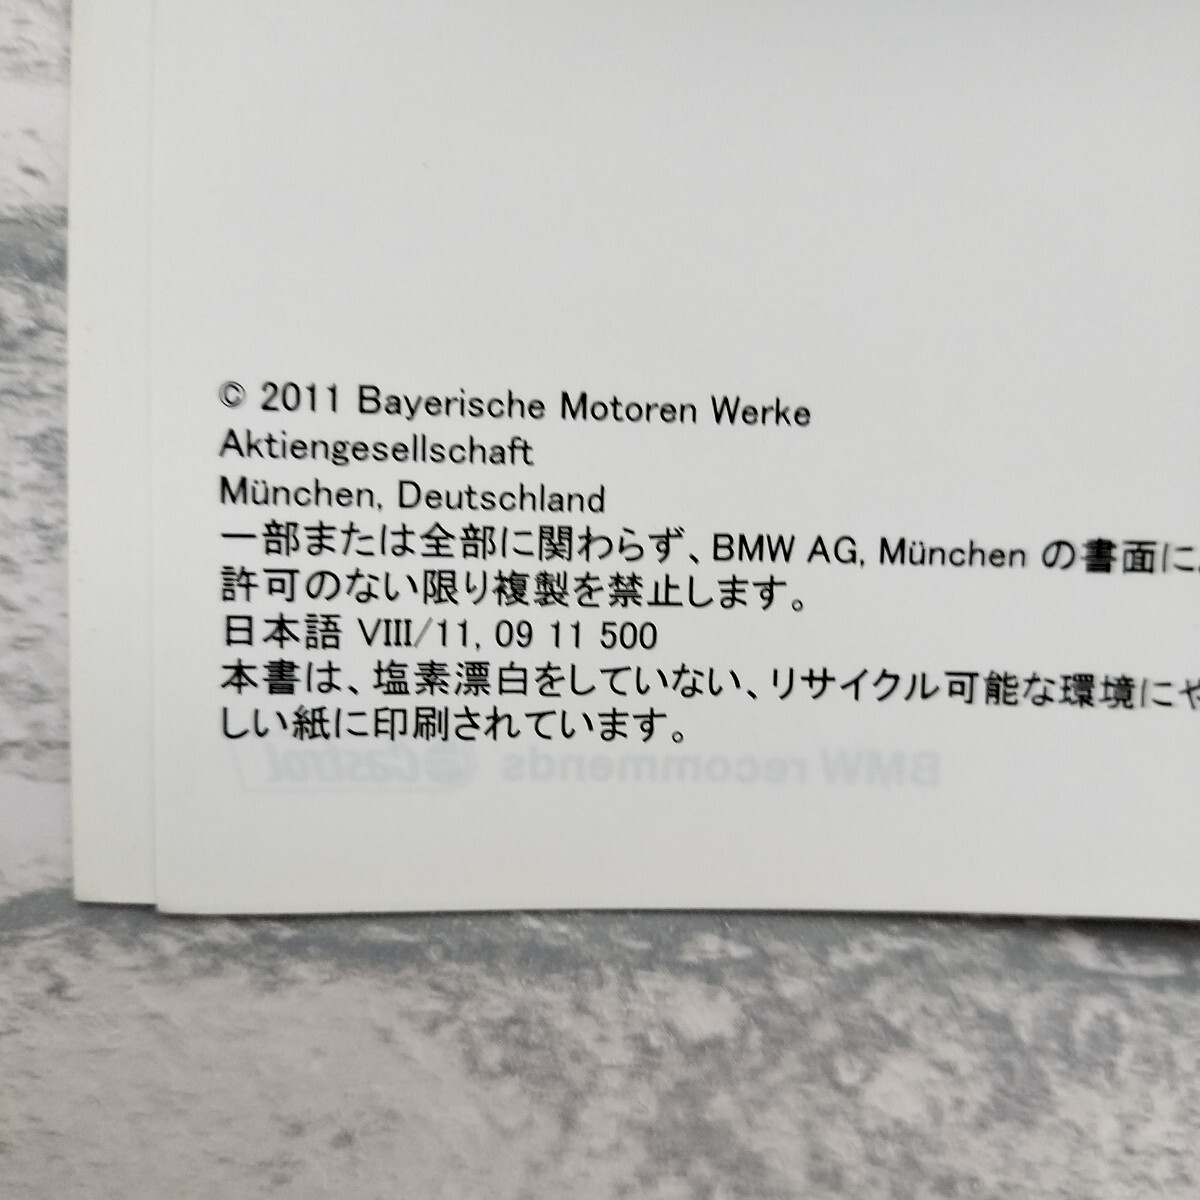 © 2011 Bayerische Motoren Werke
Aktiengesellschaft
München, Deutschland
一部または全部に関わらず、BMW AG, München の書面に
許可のない限り複製を禁止します。
日本語 VIII/11, 09 11 500
本書は、塩素漂白をしていない、リサイクル可能な環境にや
しい紙に印刷されています。
BMW recommends Castrol